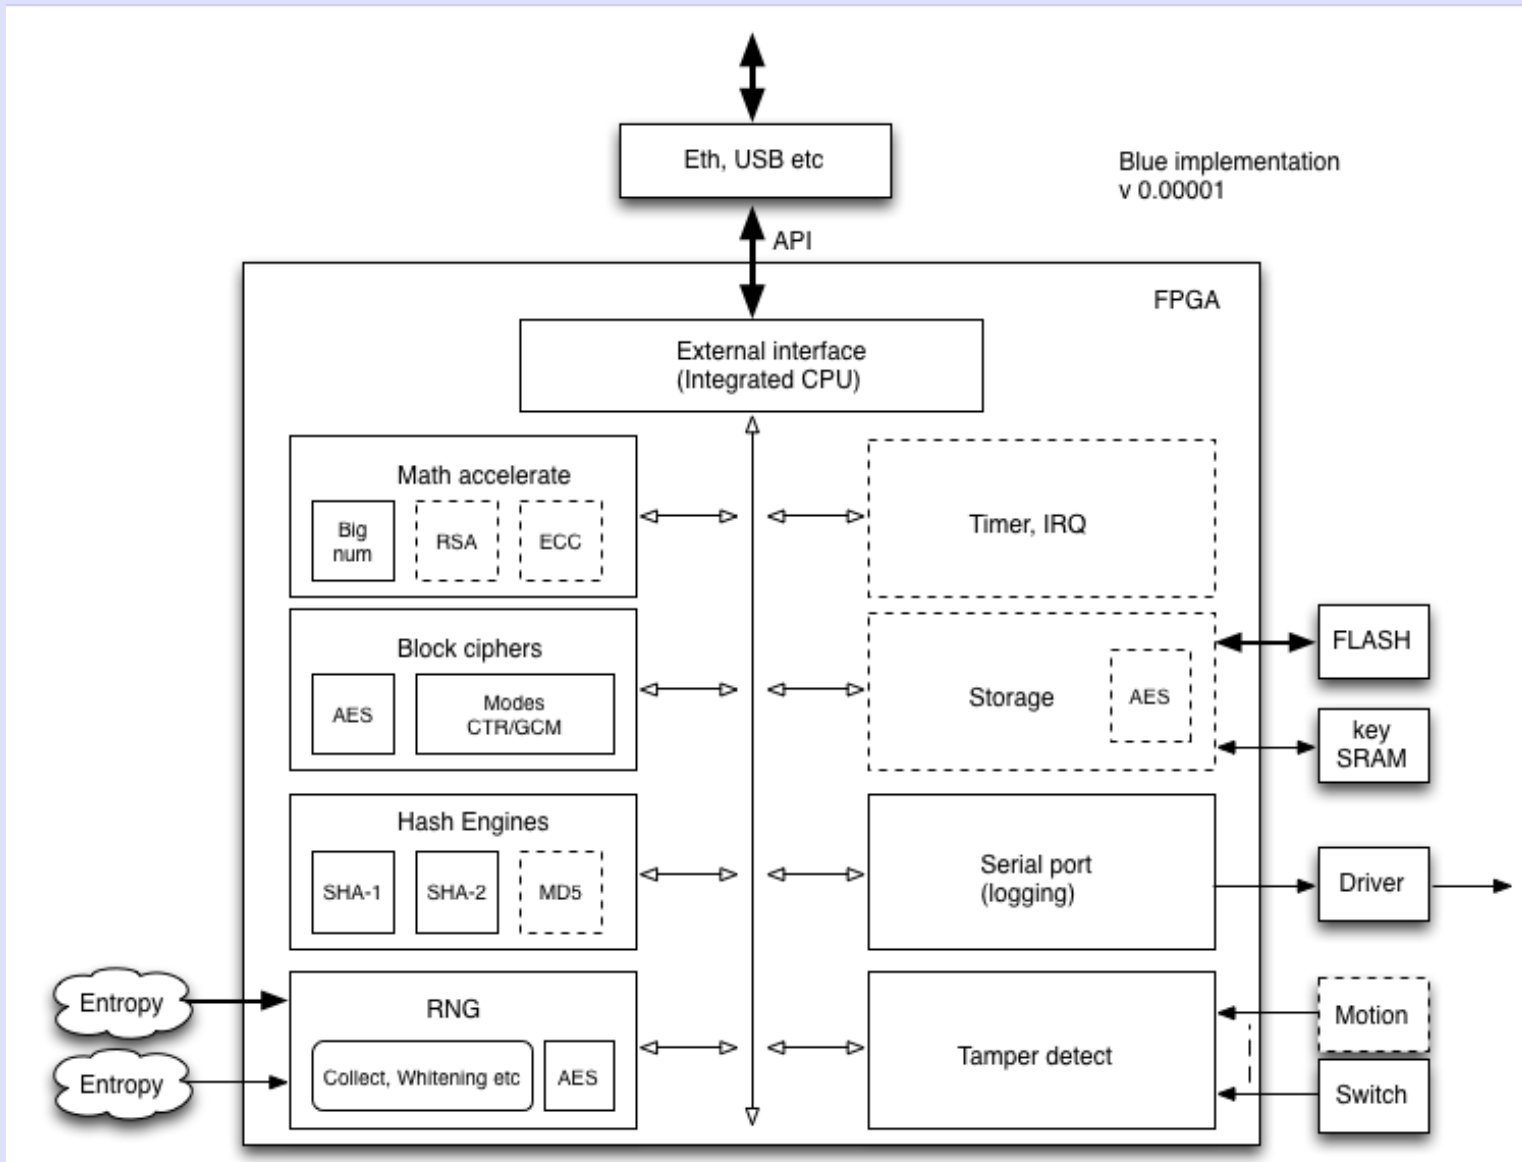 Eth, USB etc
Blue implementation
v 0.00001
API
FPGA
External interface
(Integrated CPU)
Math accelerate
Big
num
RSA
ECC
Timer, IRQ
Block ciphers
AES
Modes
CTR/GCM
Storage
AES
FLASH
key
SRAM
Hash Engines
SHA-1
SHA-2
MD5
Serial port
(logging)
Driver
Entropy
Entropy
RNG
Collect, Whitening etc
AES
Tamper detect
Motion
Switch